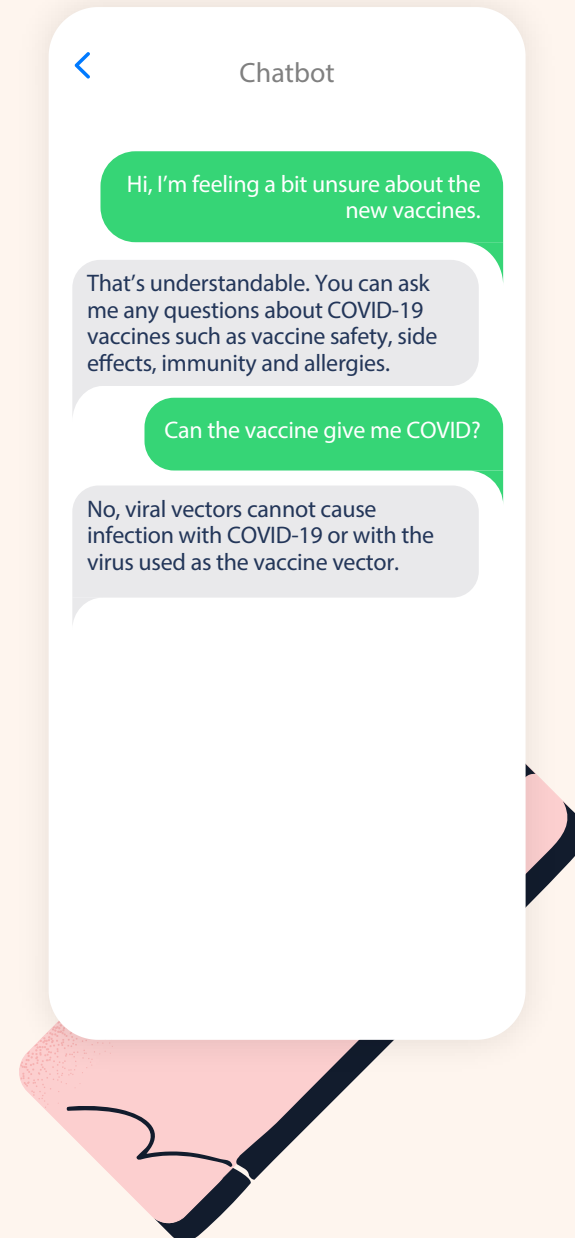 Chatbot
Hi, I’m feeling a bit unsure about the
new vaccines.
That’s understandable. You can ask
me any questions about COVID-19
vaccines such as vaccine safety, side
effects, immunity and allergies.
Can the vaccine give me COVID?
No, viral vectors cannot cause
infection with COVID-19 or with the
virus used as the vaccine vector.